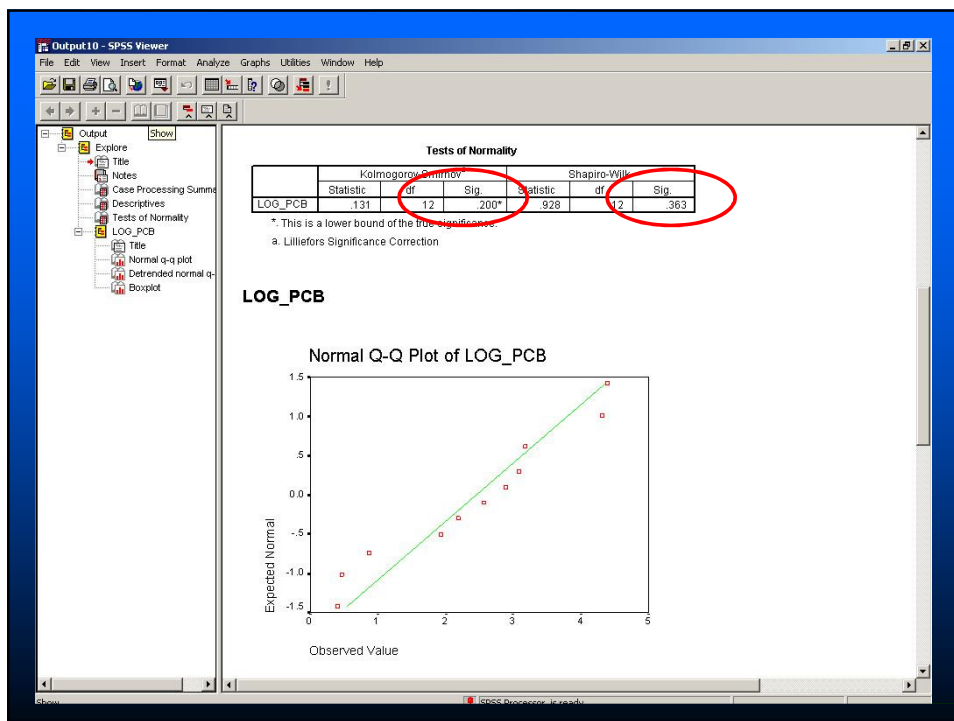 Output10 - SPSS Viewer
File Edit View Insert Format Analyze Graphs Utilities Window Help
Output
Show
Explore
Title
Notes
Case Processing Summa
Descriptives
Tests of Normality
LOG_PCB
Title
Normal q-q plot
Detrended normal q-
Boxplot
Tests of Normality
Kolmogorov-Smirnov a Shapiro-Wilk
Statistic df Sig. Statistic df Sig.
LOG_PCB .131 12 .200* .928 12 .363
*. This is a lower bound of the true significance.
a. Lilliefors Significance Correction
LOG_PCB
Normal Q-Q Plot of LOG_PCB
1.5
1.0
.5
0.0
-.5
-1.0
-1.5
Expected Normal
0 1 2 3 4 5
Observed Value
Show
SPSS Processor is ready